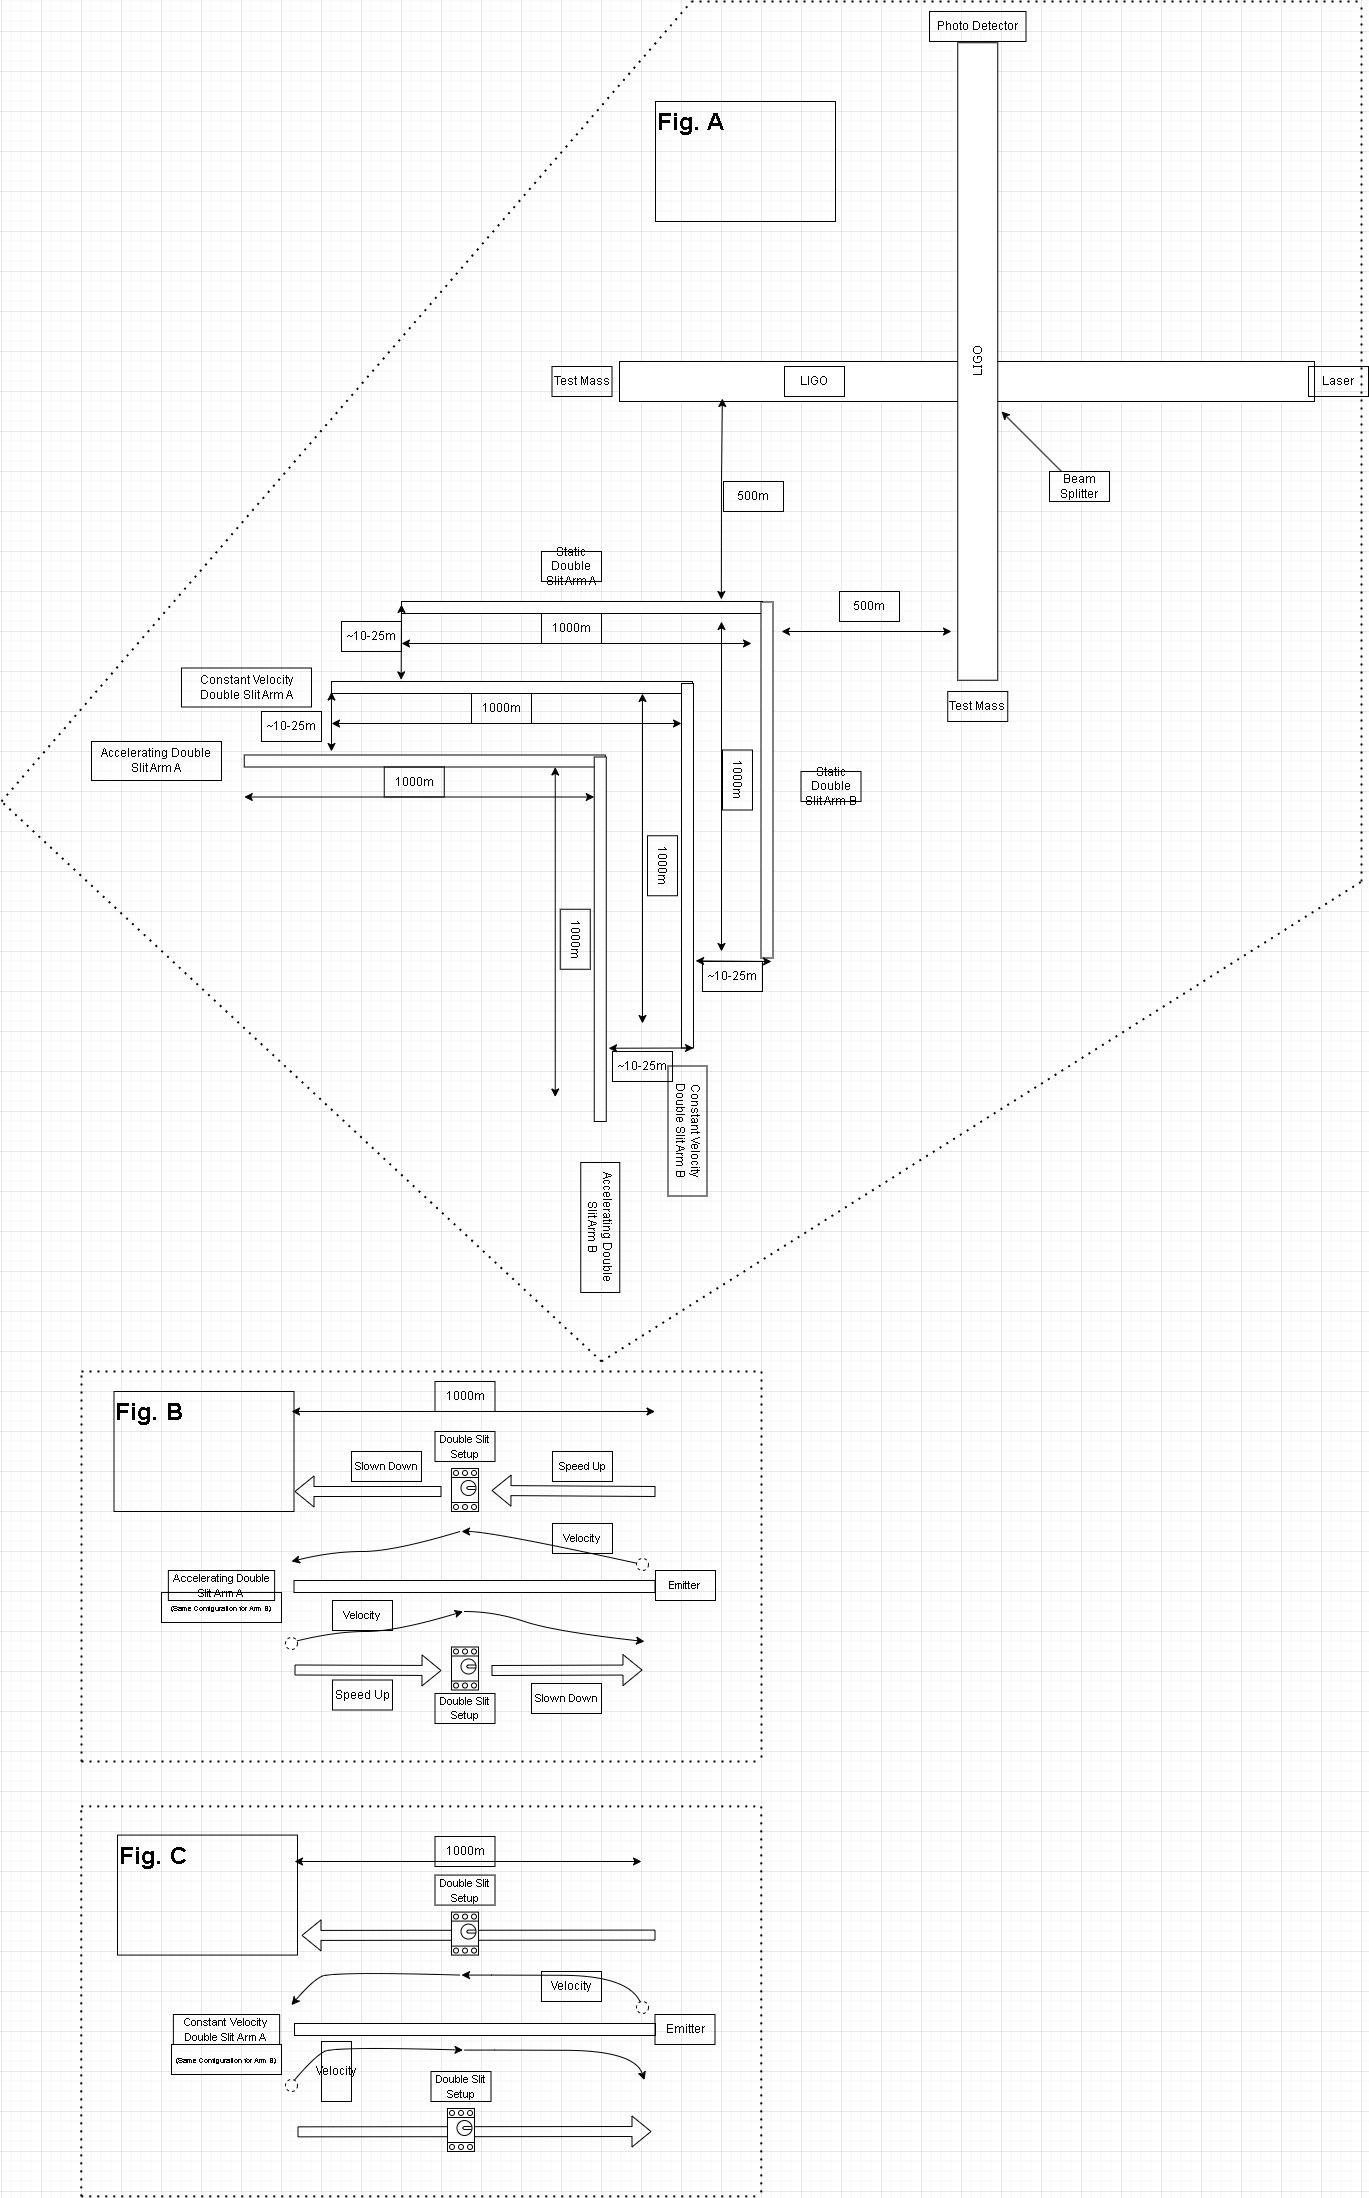 Photo Detector
Fig. A
LIGO
Test Mass
LIGO
Laser
Beam
Splitter
500m
Static
Double
Slit Arm A
500m
~10-25m
1000m
Constant Velocity
Double Slit Arm A
Test Mass
~10-25m
1000m
Accelerating Double
Slit Arm A
1000m
1000m
Static
Double
Slit Arm B
1000m
1000m
~10-25m
~10-25m
Constant Velocity
Double Slit Arm B
Accelerating Double
Slit Arm B
Fig. B
1000m
Double Slit
Setup
Slown Down
Speed Up
Velocity
Accelerating Double
Slit Arm A
(Same Configuration for Arm B)
Emitter
Velocity
Speed Up
Double Slit
Setup
Slown Down
Fig. C
1000m
Double Slit
Setup
Velocity
Constant Velocity
Double Slit Arm A
(Same Configuration for Arm B)
Emitter
Velocity
Double Slit
Setup